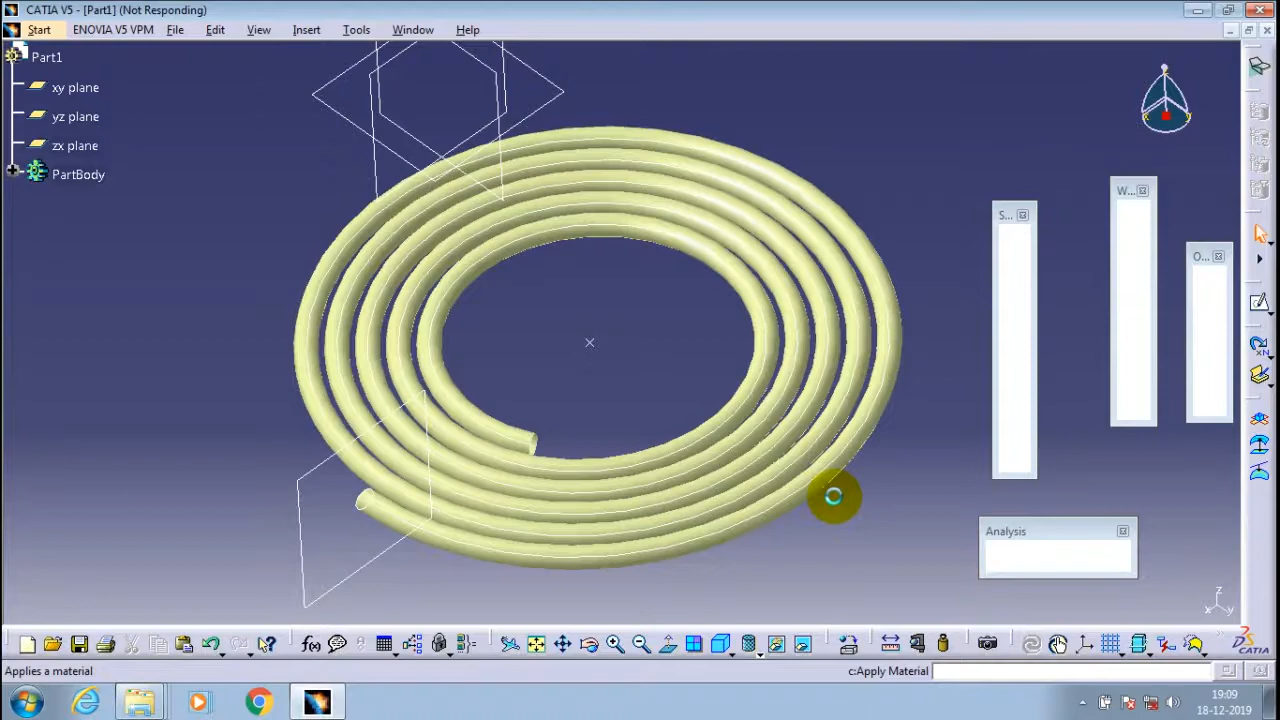 CATIA V5 - [Part1] (Not Responding)
Start ENOVIA V5 VPM File Edit View Insert Tools Window Help
Part1
xy plane
yz plane
zx plane
PartBody
W...
S...
O...
Analysis
z
x y
f(x)
CATIA
Applies a material
c:Apply Material
19:09
18-12-2019